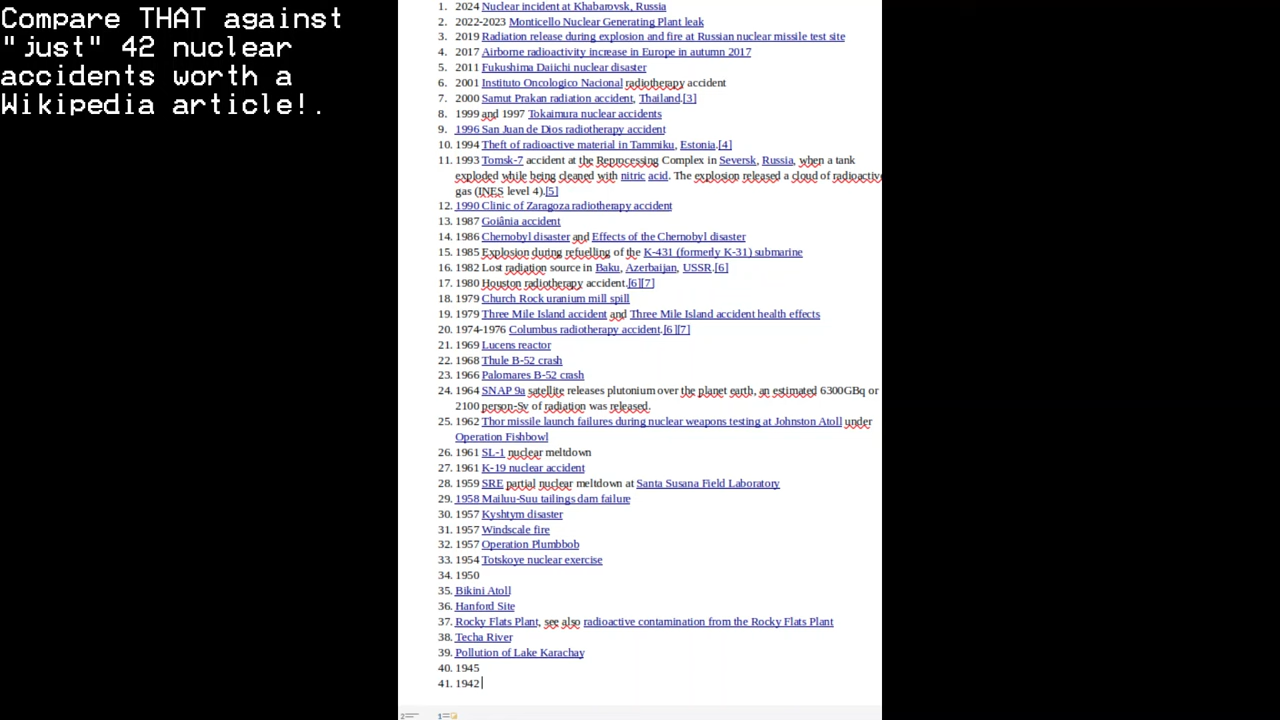 Compare THAT against
"just" 42 nuclear
accidents worth a
Wikipedia article!.
1. 2024 Nuclear incident at Khabarovsk, Russia
2. 2022-2023 Monticello Nuclear Generating Plant leak
3. 2019 Radiation release during explosion and fire at Russian nuclear missile test site
4. 2017 Airborne radioactivity increase in Europe in autumn 2017
5. 2011 Fukushima Daiichi nuclear disaster
6. 2001 Instituto Oncologico Nacional radiotherapy accident
7. 2000 Samut Prakan radiation accident, Thailand.[3]
8. 1999 and 1997 Tokaimura nuclear accidents
9. 1996 San Juan de Dios radiotherapy accident
10. 1994 Theft of radioactive material in Tammiku, Estonia.[4]
11. 1993 Tomsk-7 accident at the Reprocessing Complex in Seversk, Russia, when a tank
exploded while being cleaned with nitric acid. The explosion released a cloud of radioactive
gas (INES level 4).[5]
12. 1990 Clinic of Zaragoza radiotherapy accident
13. 1987 Goiânia accident
14. 1986 Chernobyl disaster and Effects of the Chernobyl disaster
15. 1985 Explosion during refuelling of the K-431 (formerly K-31) submarine
16. 1982 Lost radiation source in Baku, Azerbaijan, USSR.[6]
17. 1980 Houston radiotherapy accident.[6][7]
18. 1979 Church Rock uranium mill spill
19. 1979 Three Mile Island accident and Three Mile Island accident health effects
20. 1974-1976 Columbus radiotherapy accident.[6][7]
21. 1969 Lucens reactor
22. 1968 Thule B-52 crash
23. 1966 Palomares B-52 crash
24. 1964 SNAP 9a satellite releases plutonium over the planet earth, an estimated 6300GBq or
2100 person-Sv of radiation was released.
25. 1962 Thor missile launch failures during nuclear weapons testing at Johnston Atoll under
Operation Fishbowl
26. 1961 SL-1 nuclear meltdown
27. 1961 K-19 nuclear accident
28. 1959 SRE partial nuclear meltdown at Santa Susana Field Laboratory
29. 1958 Mailuu-Suu tailings dam failure
30. 1957 Kyshtym disaster
31. 1957 Windscale fire
32. 1957 Operation Plumbbob
33. 1954 Totskoye nuclear exercise
34. 1950
35. Bikini Atoll
36. Hanford Site
37. Rocky Flats Plant, see also radioactive contamination from the Rocky Flats Plant
38. Techa River
39. Pollution of Lake Karachay
40. 1945
41. 1942